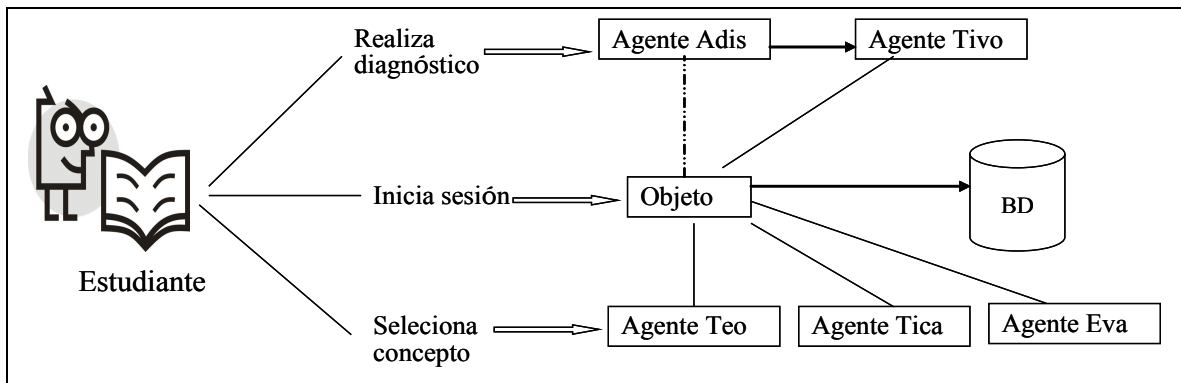 Realiza
diagnóstico
Agente Adis
Agente Tivo
Inicia sesión
Objeto
BD
Estudiante
Seleciona
concepto
Agente Teo
Agente Tica
Agente Eva